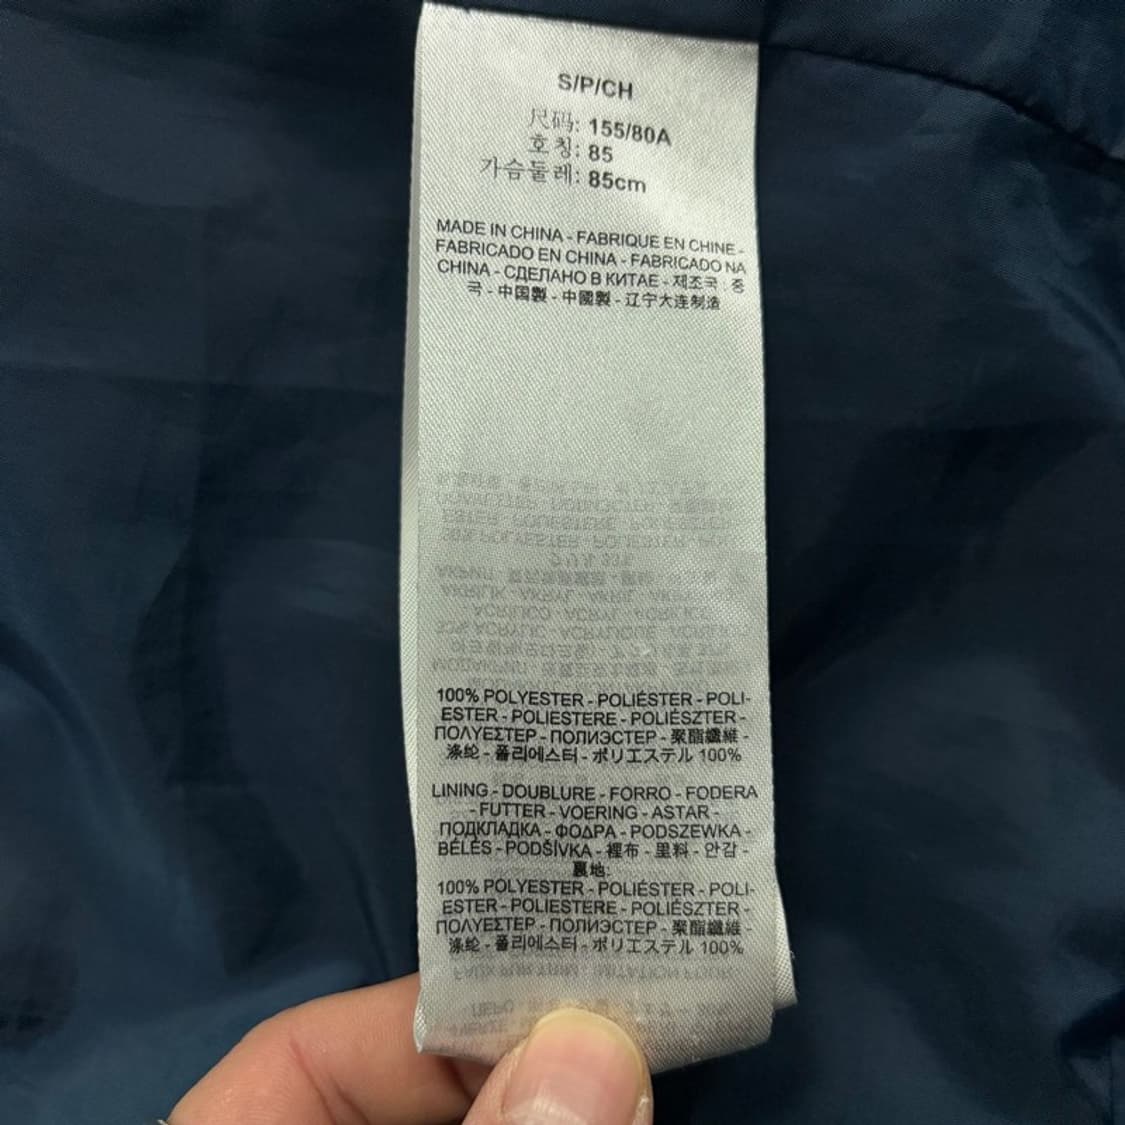 S/P/CH
尺码: 155/80A
호칭: 85
가슴둘레: 85cm
MADE IN CHINA - FABRIQUE EN CHINE -
FABRICADO EN CHINA - FABRICADO NA
CHINA - СДЕЛАНО В КИТАЕ - 제조국 : 중
국 - 中国製 - 中國製 - 辽宁大连制造
100% POLYESTER - POLIÉSTER - POLI-
ESTER - POLIESTERE - POLIÉSZTER -
ΠΟΛΥΕΣΤΕΡ - ПОЛИЭСТЕР - 聚酯纖維 -
涤纶 - 폴리에스터 - ポリエステル 100%
LINING - DOUBLURE - FORRO - FODERA
- FUTTER - VOERING - ASTAR -
ПОДКЛАДКА - ΦΟΔΡΑ - PODSZEWKA -
BÉLÉS - PODŠÍVKA - 裡布 - 里料 - 안감 -
裏地:
100% POLYESTER - POLIÉSTER - POLI-
ESTER - POLIESTERE - POLIÉSZTER -
ΠΟΛΥΕΣΤΕΡ - ПОЛИЭСТЕР - 聚酯纖維 -
涤纶 - 폴리에스터 - ポリエステル 100%